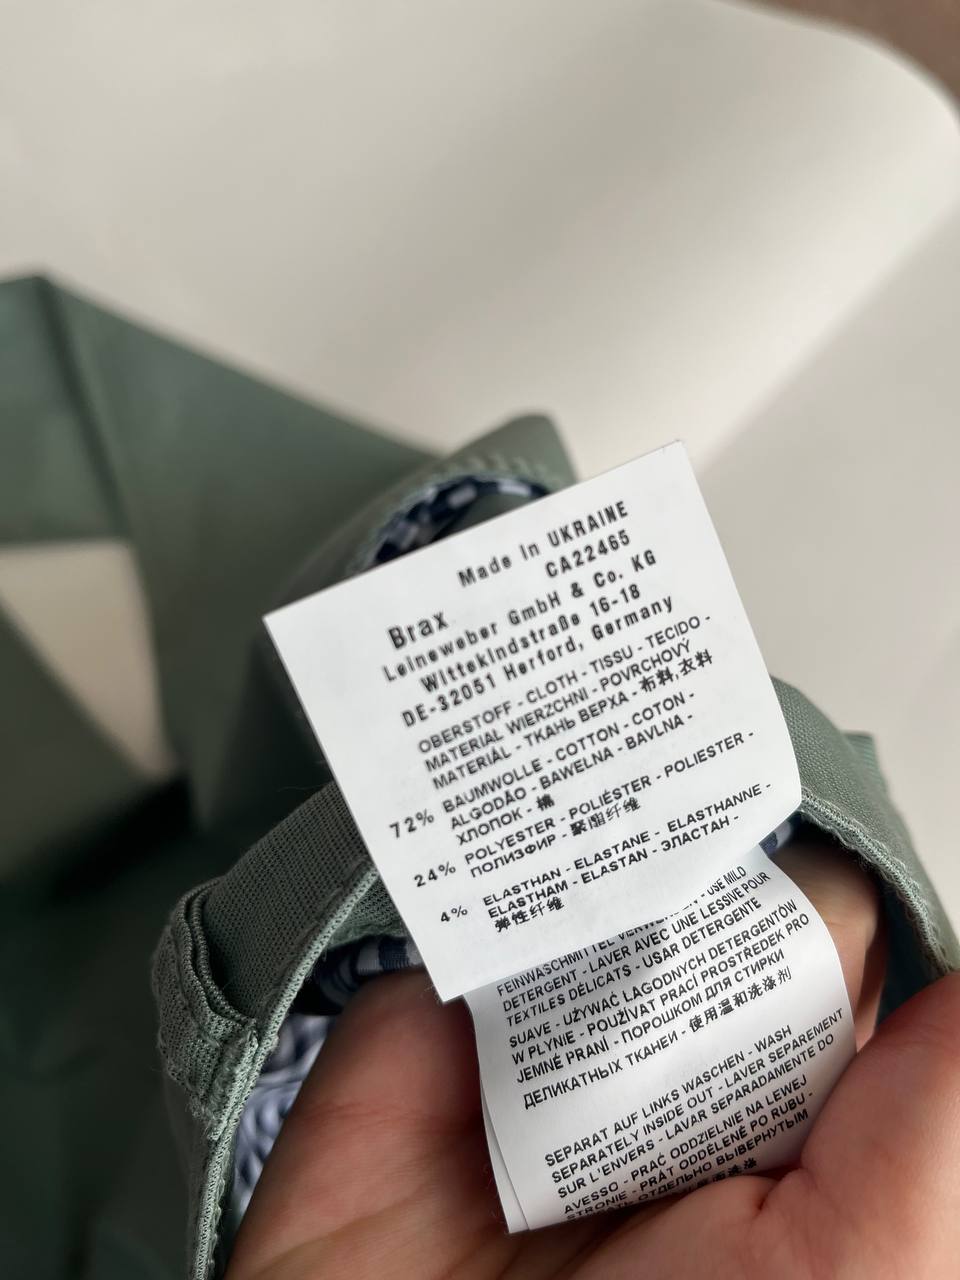 Made in UKRAINE
CA22465
Brax
Leineweber GmbH & Co. KG
Wittekindstraße 16-18
DE-32051 Herford, Germany
OBERSTOFF - CLOTH - TISSU - TECIDO -
MATERIAŁ WIERZCHNI - POVRCHOVÝ
MATERIÁL - ТКАНЬ ВЕРХА - 布料,衣料
72% BAUMWOLLE - COTTON - COTON -
ALGODÃO - BAWELNA - BAVLNA -
ХЛОПОК - 棉
24% POLYESTER - POLIÉSTER - POLIESTER -
ПОЛИЭФИР - 聚酯纤维
4% ELASTHAN - ELASTANE - ELASTHANNE -
ELASTHAM - ELASTAN - ЭЛАСТАН -
弹性纤维
FEINWASCHMITTEL - USE MILD
DETERGENT - LAVER AVEC UNE LESSIVE POUR
TEXTILES DÉLICATS - USAR DETERGENTE
SUAVE - UŻYWAĆ ŁAGODNYCH DETERGENTÓW
W PŁYNIE - POUŽÍVAT PRACÍ PROSTŘEDEK PRO
JEMNÉ PRANÍ - ПОРОШКОМ ДЛЯ СТИРКИ
ДЕЛИКАТНЫХ ТКАНЕЙ - 使用温和洗涤剂
SEPARAT AUF LINKS WASCHEN - WASH
SEPARATELY INSIDE OUT - LAVER SEPAREMENT
SUR L'ENVERS - LAVAR SEPARADAMENTE DO
AVESSO - PRAĆ ODDZIELNIE NA LEWEJ
STRONIE - PRÁT ODDĚLENĚ PO RUBU -
ОТДЕЛЬНО ВЫВЕРНУТЫМ